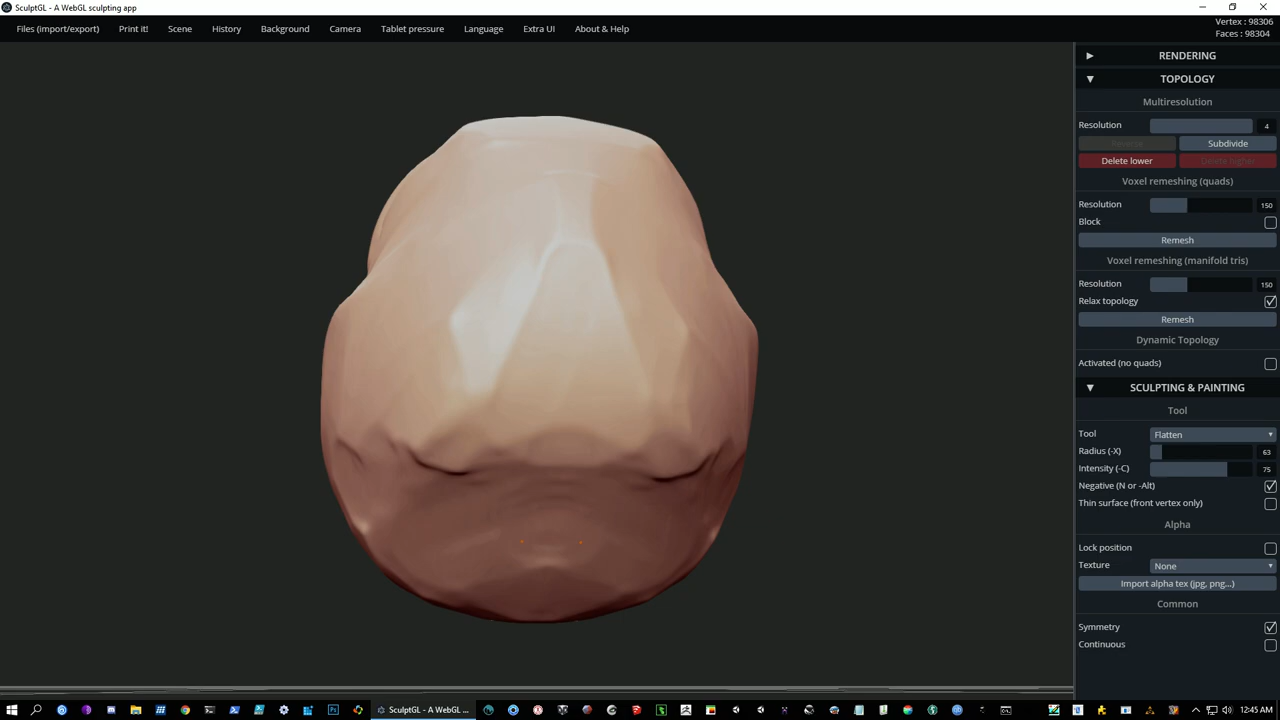 SculptGL - A WebGL sculpting app
Files (import/export) Print it! Scene History Background Camera Tablet pressure Language Extra UI About & Help
Vertex : 98306
Faces : 98304
RENDERING
TOPOLOGY
Multiresolution
Resolution 4
Reverse Subdivide
Delete lower Delete higher
Voxel remeshing (quads)
Resolution 150
Block
Remesh
Voxel remeshing (manifold tris)
Resolution 150
Relax topology
Remesh
Dynamic Topology
Activated (no quads)
SCULPTING & PAINTING
Tool
Tool Flatten
Radius (-X) 63
Intensity (-C) 75
Negative (N or -Alt)
Thin surface (front vertex only)
Alpha
Lock position
Texture None
Import alpha tex (jpg, png...)
Common
Symmetry
Continuous
SculptGL - A WebGL ...
12:45 AM